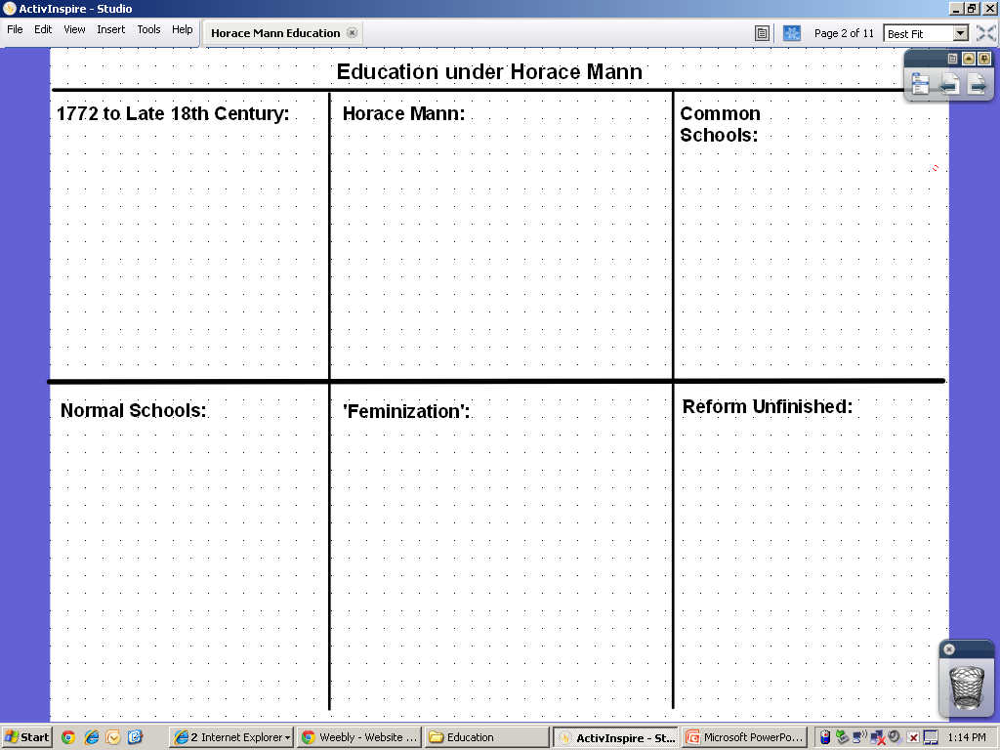 ActivInspire - Studio
File Edit View Insert Tools Help
Horace Mann Education
Page 2 of 11
Best Fit
Education under Horace Mann
1772 to Late 18th Century:
Horace Mann:
Common
Schools:
Normal Schools:
'Feminization':
Reform Unfinished:
Start
2 Internet Explorer
Weebly - Website ...
Education
ActivInspire - St...
Microsoft PowerPo...
1:14 PM